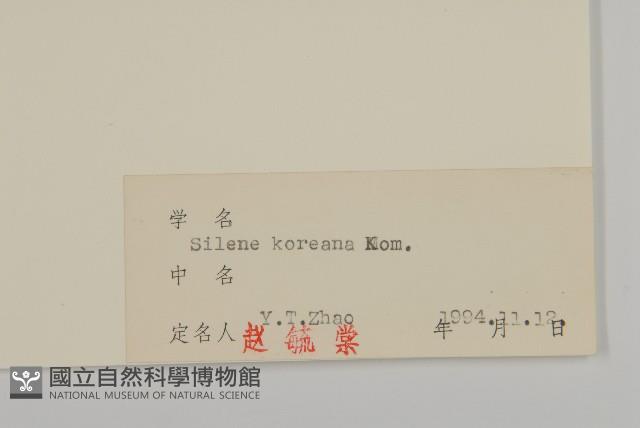 学 名
Silene koreana Kom.
中 名
Y.T.Zhao 1994.11.12.
定名人 赵 毓 棠 年 月 日
國立自然科學博物館
NATIONAL MUSEUM OF NATURAL SCIENCE